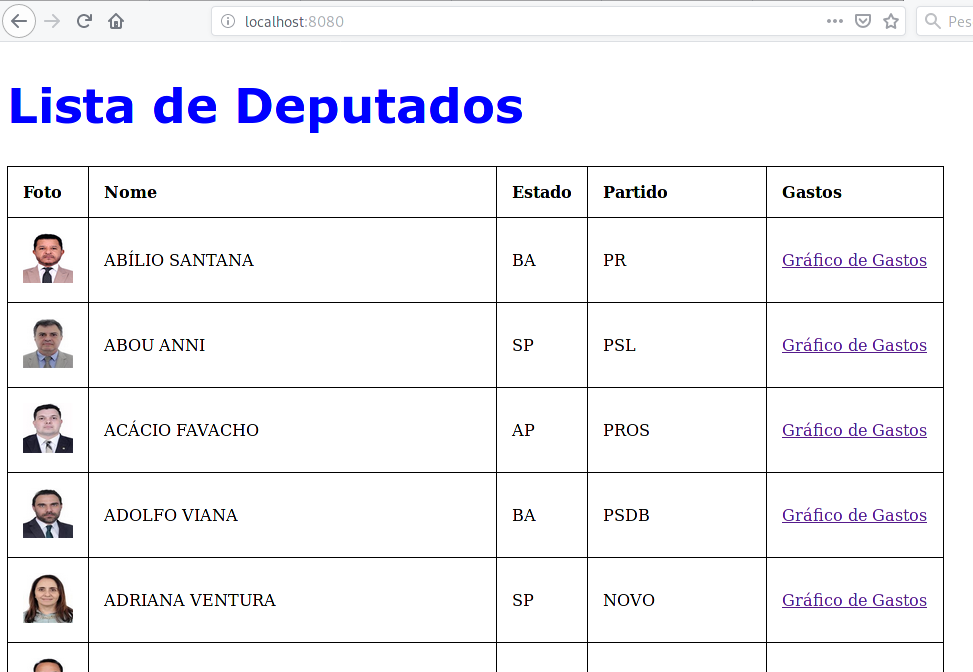 localhost:8080
Pes
Lista de Deputados
Foto Nome Estado Partido Gastos
ABÍLIO SANTANA BA PR Gráfico de Gastos
ABOU ANNI SP PSL Gráfico de Gastos
ACÁCIO FAVACHO AP PROS Gráfico de Gastos
ADOLFO VIANA BA PSDB Gráfico de Gastos
ADRIANA VENTURA SP NOVO Gráfico de Gastos